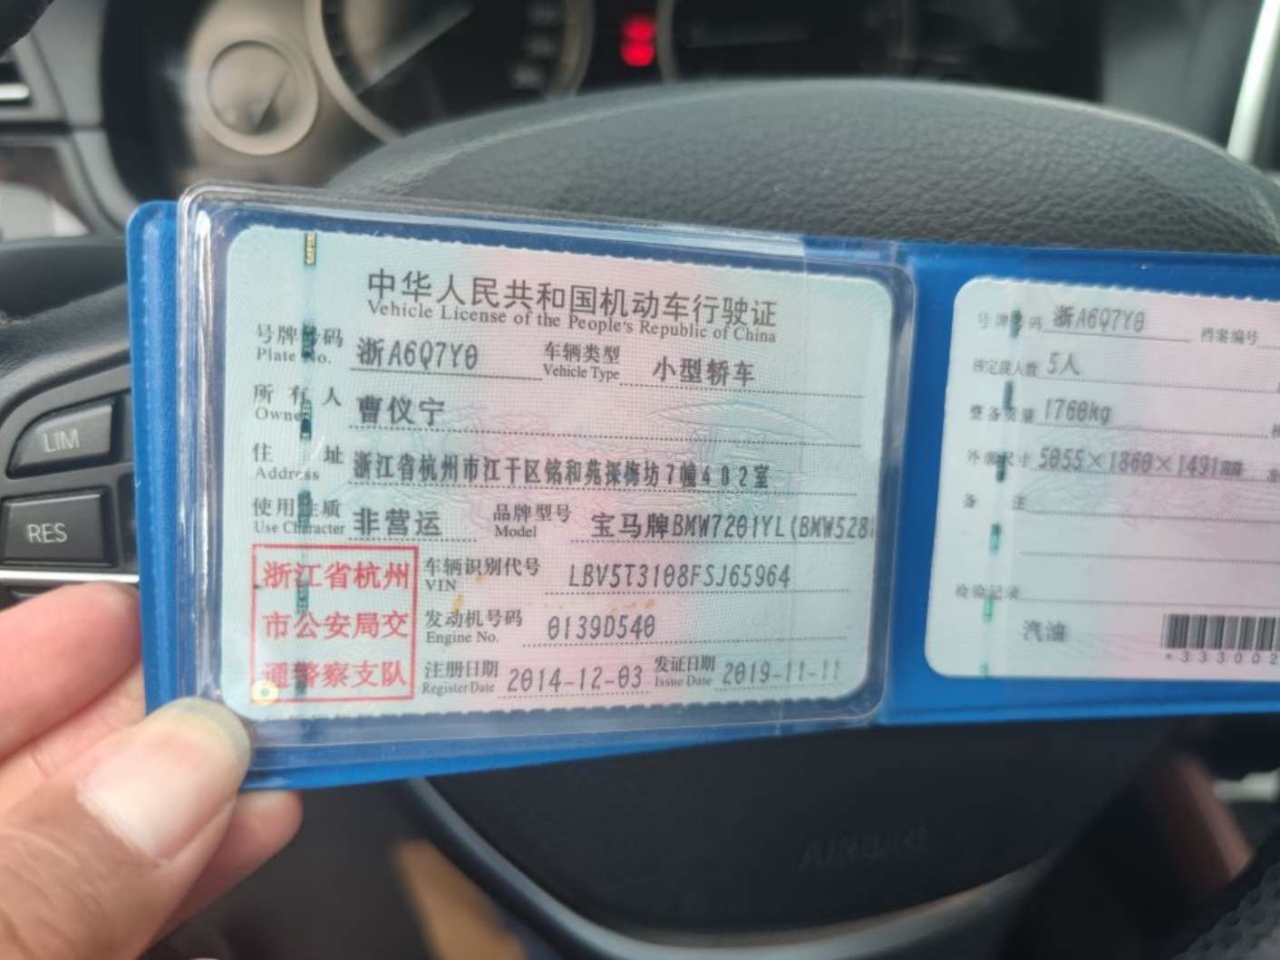 中华人民共和国机动车行驶证
Vehicle License of the People's Republic of China
号牌号码 浙A6Q7Y0 车辆类型 小型轿车
Plate No. Vehicle Type
所有人 曹仪宁
Owner
住址 浙江省杭州市江干区铭和苑探梅坊7幢402室
Address
使用性质 非营运 品牌型号 宝马牌BMW7201YL(BMW528
Use Character Model
浙江省杭州
市公安局交
通警察支队
车辆识别代号 LBV5T3108FSJ65964
VIN
发动机号码 0139D540
Engine No.
注册日期 2014-12-03 发证日期 2019-11-11
Register Date Issue Date
号牌号码 浙A6Q7Y0 档案编号
核定载人数 5人
整备质量 1760kg
外廓尺寸 5055×1860×1491mm
备注
检验记录
汽油
*333002
LIM
RES
AIRBAG